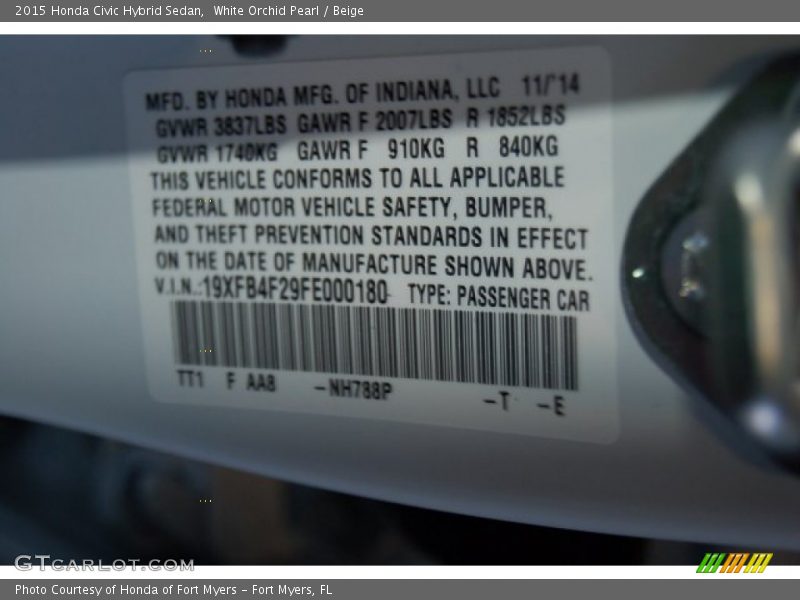 2015 Honda Civic Hybrid Sedan,  White Orchid Pearl / Beige
MFD. BY HONDA MFG. OF INDIANA, LLC 11/'14
GVWR 3837LBS GAWR F 2007LBS R 1852LBS
GVWR 1740KG GAWR F 910KG R 840KG
THIS VEHICLE CONFORMS TO ALL APPLICABLE
FEDERAL MOTOR VEHICLE SAFETY, BUMPER,
AND THEFT PREVENTION STANDARDS IN EFFECT
ON THE DATE OF MANUFACTURE SHOWN ABOVE.
V.I.N.:19XFB4F29FE000180 TYPE: PASSENGER CAR
TT1 F AA8 -NH788P -T -E
GTCARLOT.COM
Photo Courtesy of Honda of Fort Myers - Fort Myers, FL